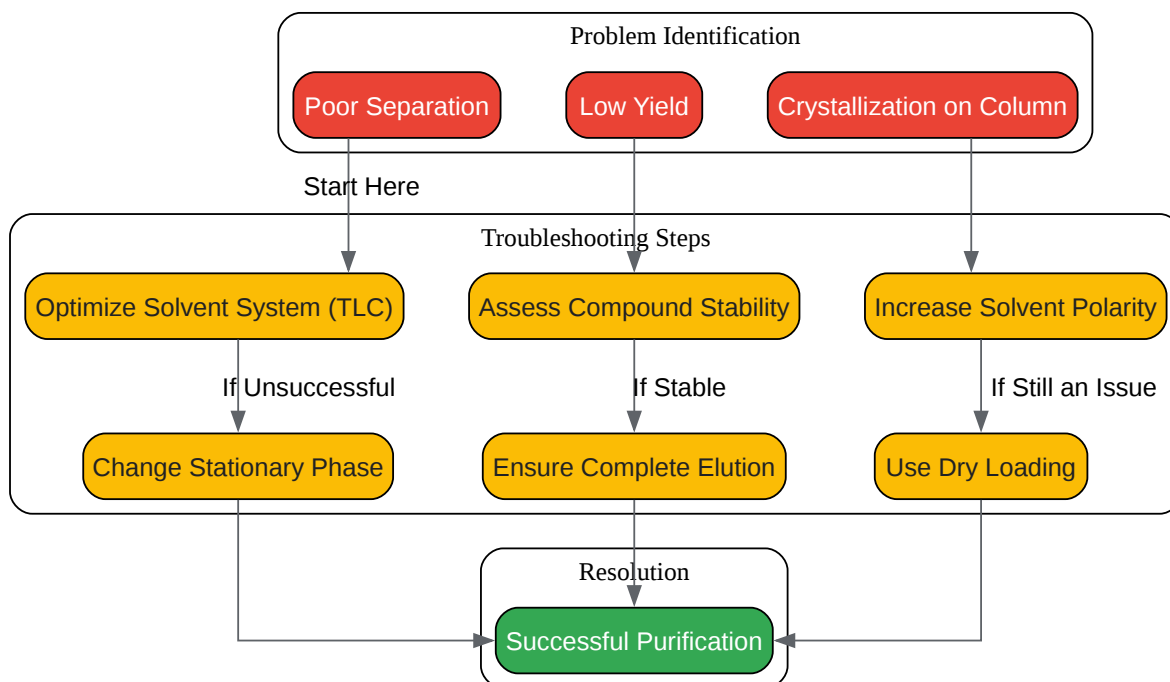 Problem Identification
Poor Separation
Low Yield
Crystallization on Column
Start Here
Troubleshooting Steps
Optimize Solvent System (TLC)
Assess Compound Stability
Increase Solvent Polarity
If Unsuccessful
If Stable
If Still an Issue
Change Stationary Phase
Ensure Complete Elution
Use Dry Loading
Resolution
Successful Purification